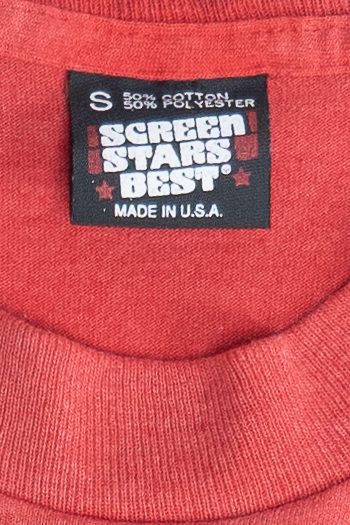 S 50% COTTON
50% POLYESTER
SCREEN
STARS
BEST®
MADE IN U.S.A.